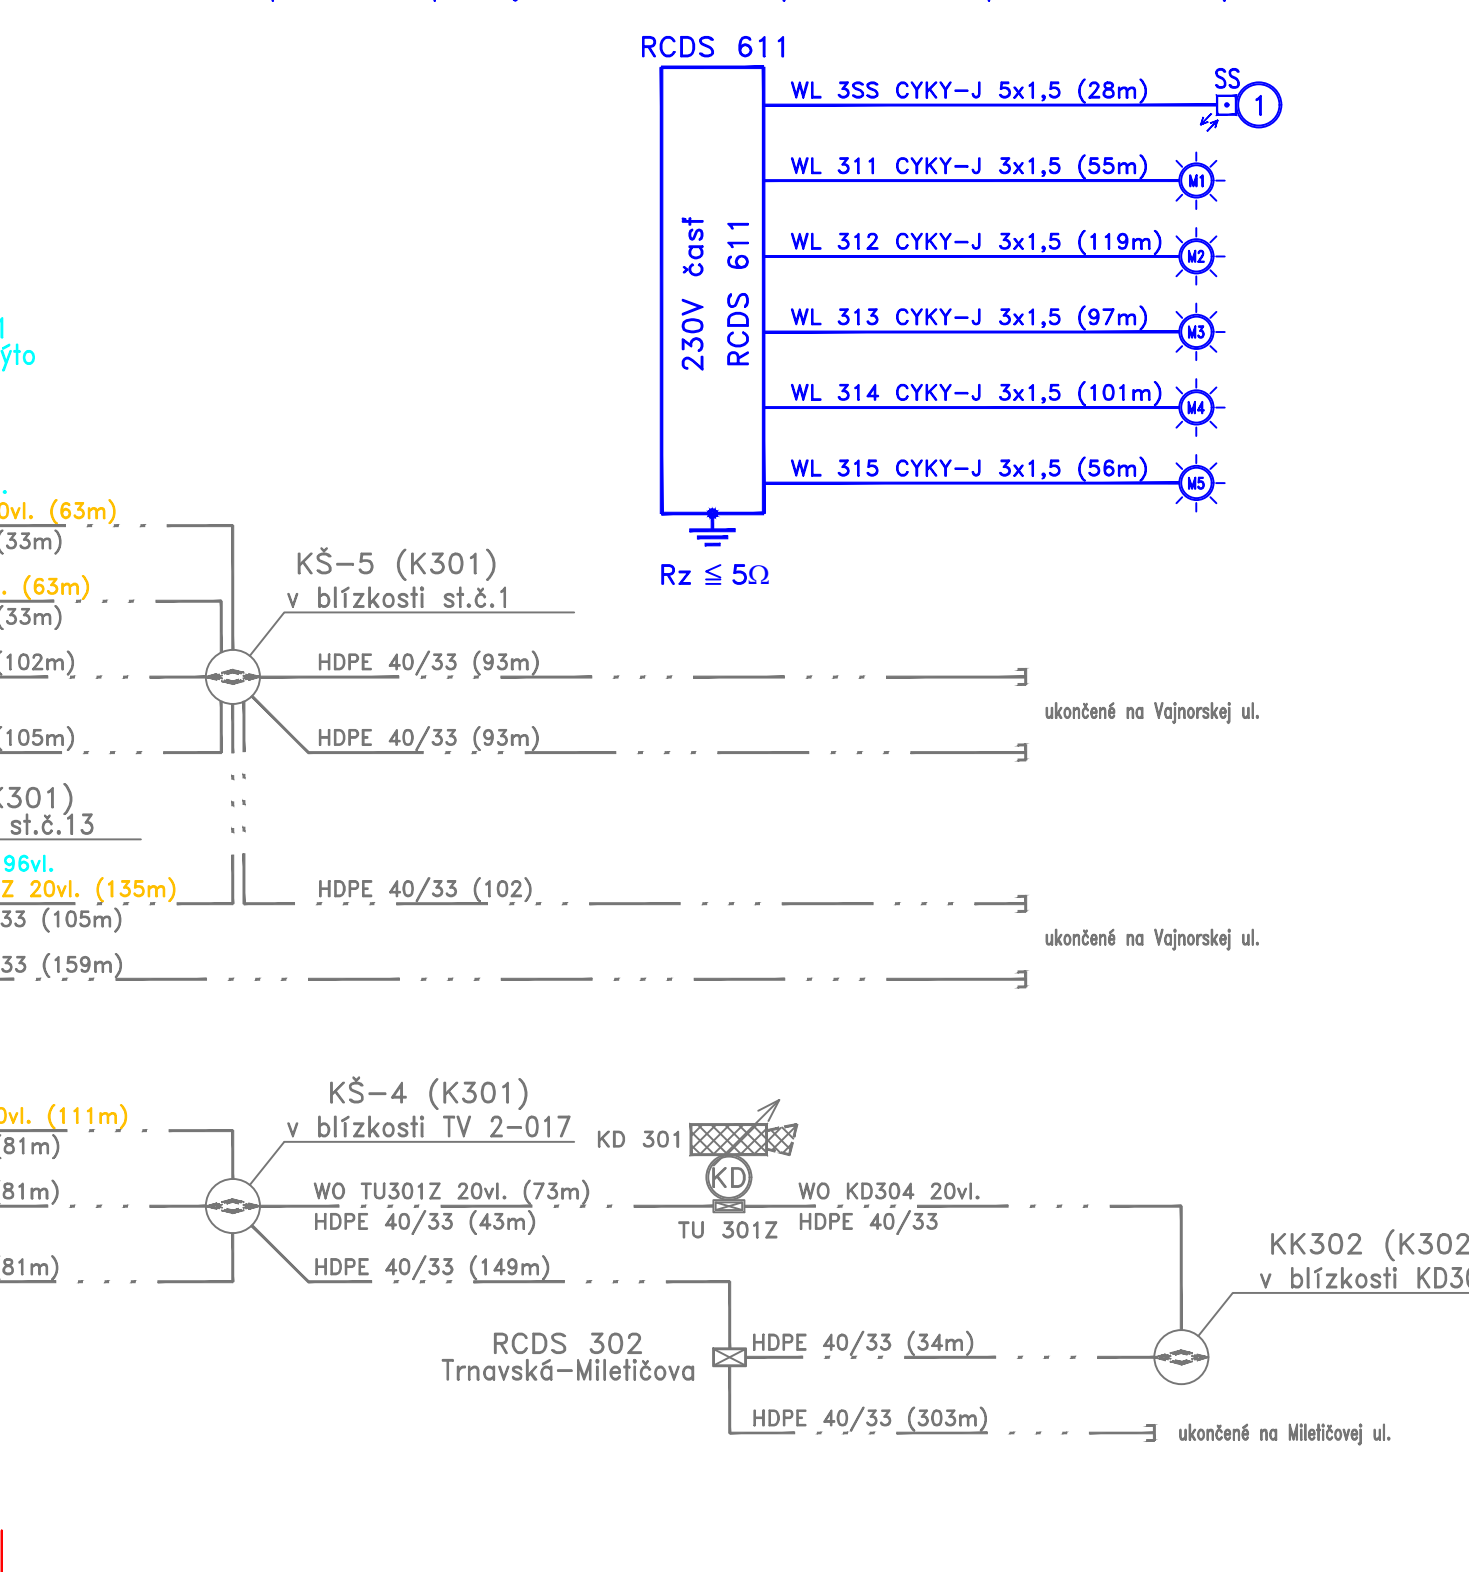 RCDS 611
WL 3SS CYKY-J 5x1,5 (28m)
SS
1
WL 311 CYKY-J 3x1,5 (55m)
M1
WL 312 CYKY-J 3x1,5 (119m)
M2
WL 313 CYKY-J 3x1,5 (97m)
M3
WL 314 CYKY-J 3x1,5 (101m)
M4
WL 315 CYKY-J 3x1,5 (56m)
M5
230V časť
RCDS 611
Rz ≦ 5Ω
1
ýto
0vl. (63m)
(33m)
. (63m)
(33m)
(102m)
(105m)
KŠ-5 (K301)
v blízkosti st.č.1
HDPE 40/33 (93m)
HDPE 40/33 (93m)
ukončené na Vajnorskej ul.
K301)
st.č.13
96vl.
Z 20vl. (135m)
33 (105m)
33 (159m)
HDPE 40/33 (102)
ukončené na Vajnorskej ul.
0vl. (111m)
(81m)
(81m)
(81m)
KŠ-4 (K301)
v blízkosti TV 2-017
KD 301
KD
WO TU301Z 20vl. (73m)
HDPE 40/33 (43m)
TU 301Z
WO KD304 20vl.
HDPE 40/33
HDPE 40/33 (149m)
KK302 (K302
v blízkosti KD30
RCDS 302
Trnavská-Miletičova
HDPE 40/33 (34m)
HDPE 40/33 (303m)
ukončené na Miletičovej ul.